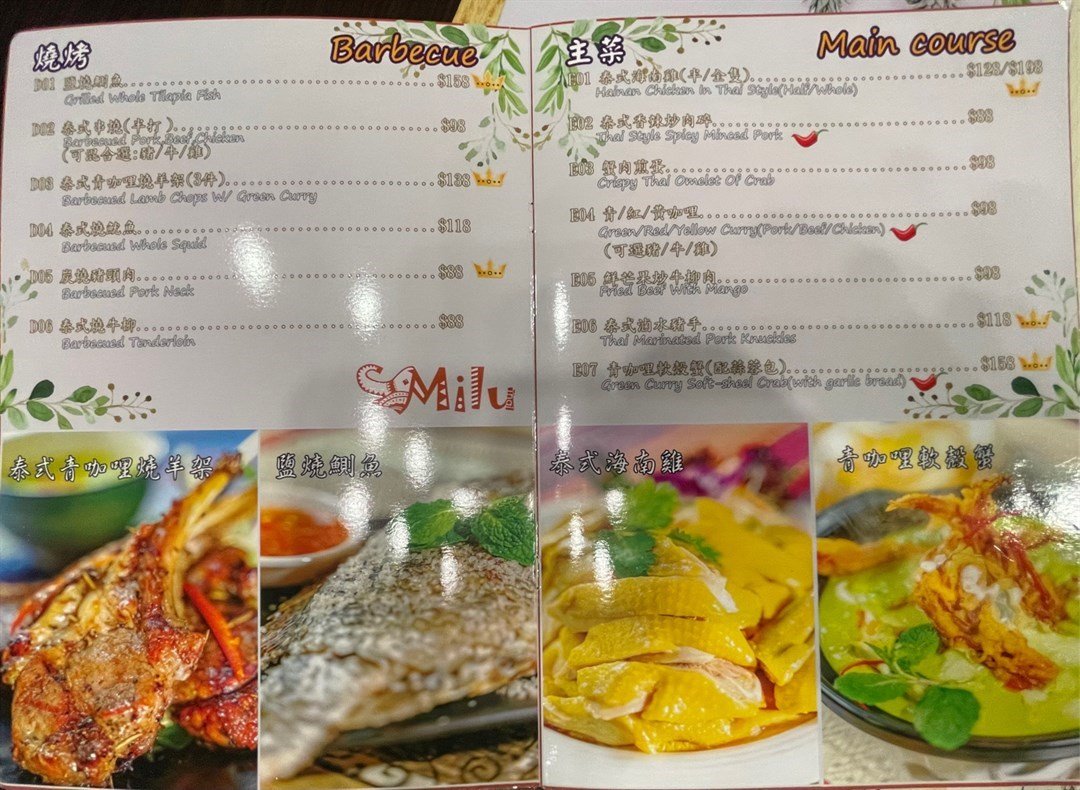 燒烤 Barbecue
D01 鹽燒鯛魚 $158
Grilled Whole Tilapia Fish
D02 泰式串燒(半打) $98
Barbecued Pork,Beef,Chicken
(可混合選:豬/牛/雞)
D03 泰式青咖哩燒羊架(3件) $138
Barbecued Lamb Chops W/ Green Curry
D04 泰式燒魷魚 $118
Barbecued Whole Squid
D05 炭燒豬頭肉 $88
Barbecued Pork Neck
D06 泰式燒牛柳 $88
Barbecued Tenderloin
Milu
thai
泰式青咖哩燒羊架
鹽燒鯛魚
主菜 Main course
E01 泰式海南雞(半/全隻) $128/$198
Hainan Chicken In Thai Style(Half/Whole)
E02 泰式香辣炒肉碎 $88
Thai Style Spicy Minced Pork
E03 蟹肉煎蛋 $98
Crispy Thai Omelet Of Crab
E04 青/紅/黃咖哩 $98
Green/Red/Yellow Curry(Pork/Beef/Chicken)
(可選豬/牛/雞)
E05 鮮芒果炒牛柳肉 $98
Fried Beef With Mango
E06 泰式滷水豬手 $118
Thai Marinated Pork Knuckles
E07 青咖哩軟殼蟹(配蒜蓉包) $158
Green Curry Soft-sheel Crab(with garlic bread)
泰式海南雞
青咖哩軟殼蟹